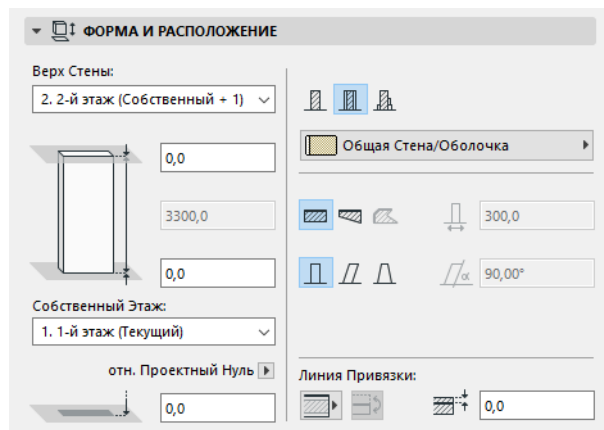 ФОРМА И РАСПОЛОЖЕНИЕ
Верх Стены:
2. 2-й этаж (Собственный + 1)
0,0
3300,0
0,0
Собственный Этаж:
1. 1-й этаж (Текущий)
отн. Проектный Нуль
0,0
Общая Стена/Оболочка
300,0
α
90,00°
Линия Привязки:
0,0